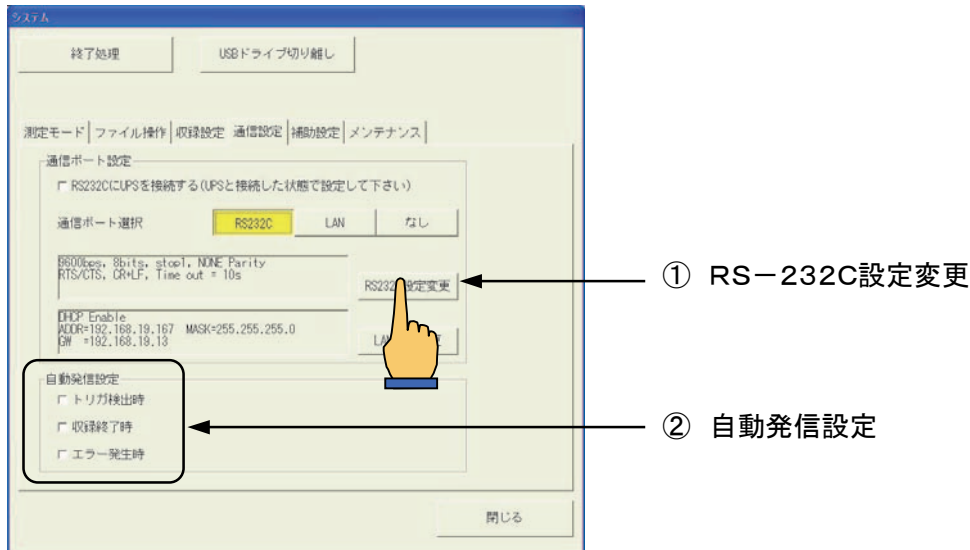 システム
終了処理 USBドライブ切り離し
測定モード ファイル操作 収録設定 通信設定 補助設定 メンテナンス
通信ポート設定
RS232CにUPSを接続する(UPSと接続した状態で設定して下さい)
通信ポート選択 RS232C LAN なし
9600bps, 8bits, stop1, NONE Parity
RTS/CTS, CR+LF, Time out = 10s
RS232 設定変更
① RS-232C設定変更
DHCP Enable
ADDR=192.168.19.167 MASK=255.255.255.0
GW =192.168.19.13
自動発信設定
トリガ検出時
収録終了時
エラー発生時
② 自動発信設定
閉じる